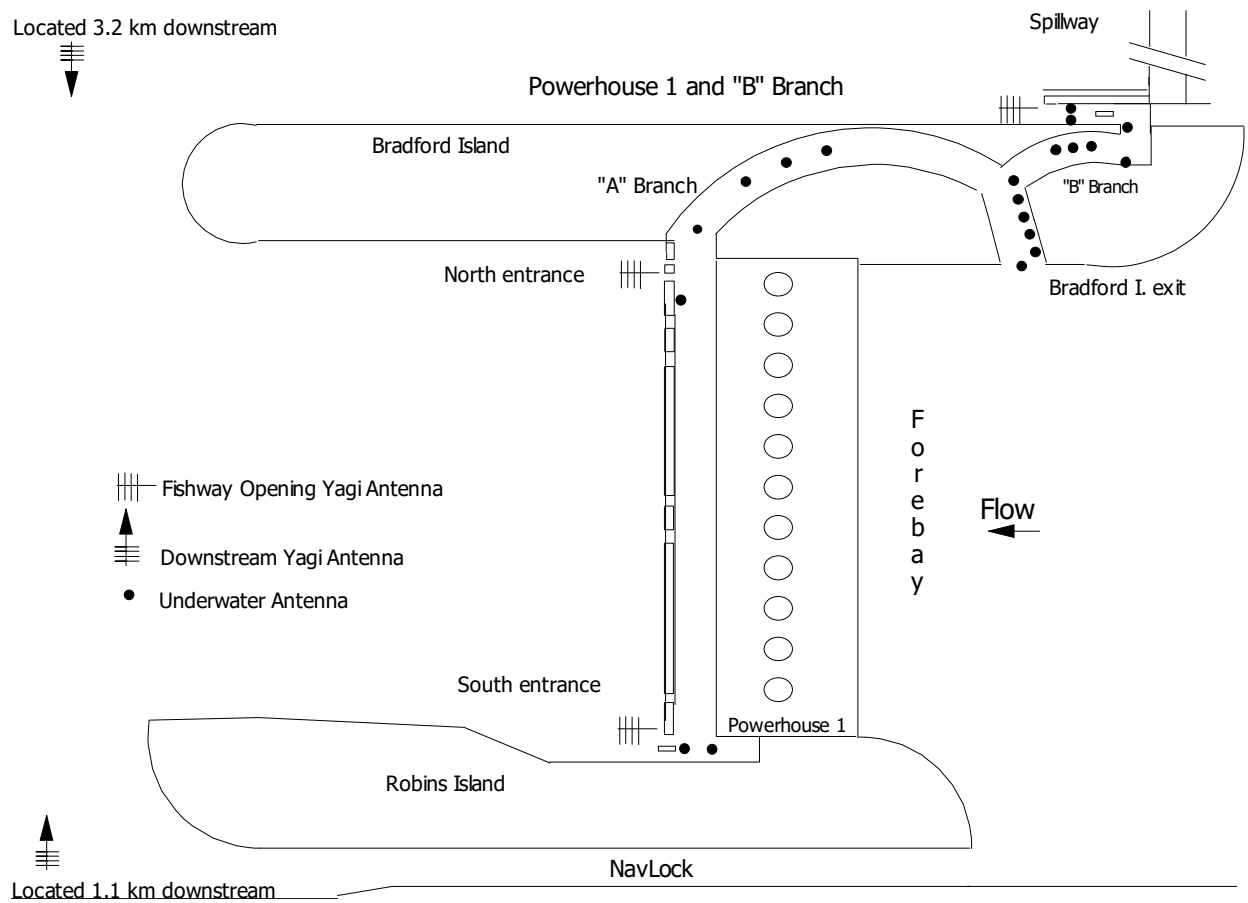 Located 3.2 km downstream
Spillway
Powerhouse 1 and "B" Branch
Bradford Island
"A" Branch
"B" Branch
North entrance
Bradford I. exit
Forebay
Flow
Fishway Opening Yagi Antenna
Downstream Yagi Antenna
Underwater Antenna
South entrance
Powerhouse 1
Robins Island
NavLock
Located 1.1 km downstream